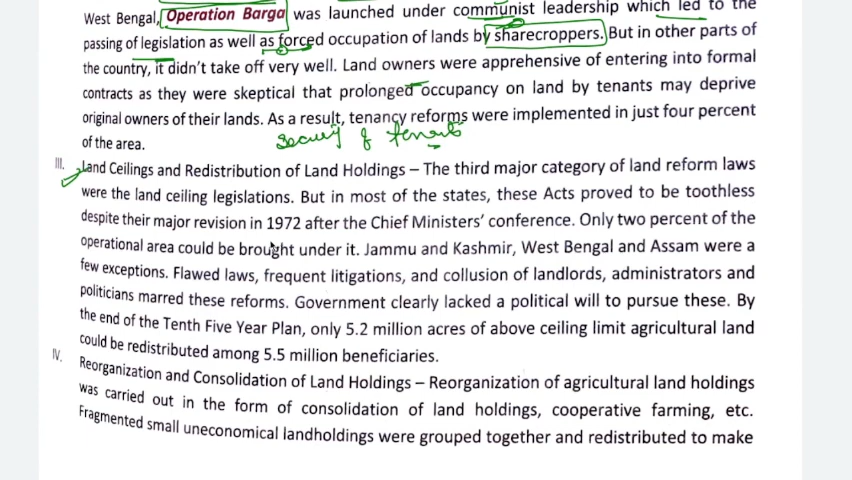 West Bengal, Operation Barga was launched under communist leadership which led to the
passing of legislation as well as forced occupation of lands by sharecroppers. But in other parts of
the country, it didn't take off very well. Land owners were apprehensive of entering into formal
contracts as they were skeptical that prolonged occupancy on land by tenants may deprive
original owners of their lands. As a result, tenancy reforms were implemented in just four percent
of the area.
security of tenants
III. Land Ceilings and Redistribution of Land Holdings – The third major category of land reform laws
were the land ceiling legislations. But in most of the states, these Acts proved to be toothless
despite their major revision in 1972 after the Chief Ministers' conference. Only two percent of the
operational area could be brought under it. Jammu and Kashmir, West Bengal and Assam were a
few exceptions. Flawed laws, frequent litigations, and collusion of landlords, administrators and
politicians marred these reforms. Government clearly lacked a political will to pursue these. By
the end of the Tenth Five Year Plan, only 5.2 million acres of above ceiling limit agricultural land
could be redistributed among 5.5 million beneficiaries.
IV. Reorganization and Consolidation of Land Holdings – Reorganization of agricultural land holdings
was carried out in the form of consolidation of land holdings, cooperative farming, etc.
Fragmented small uneconomical landholdings were grouped together and redistributed to make